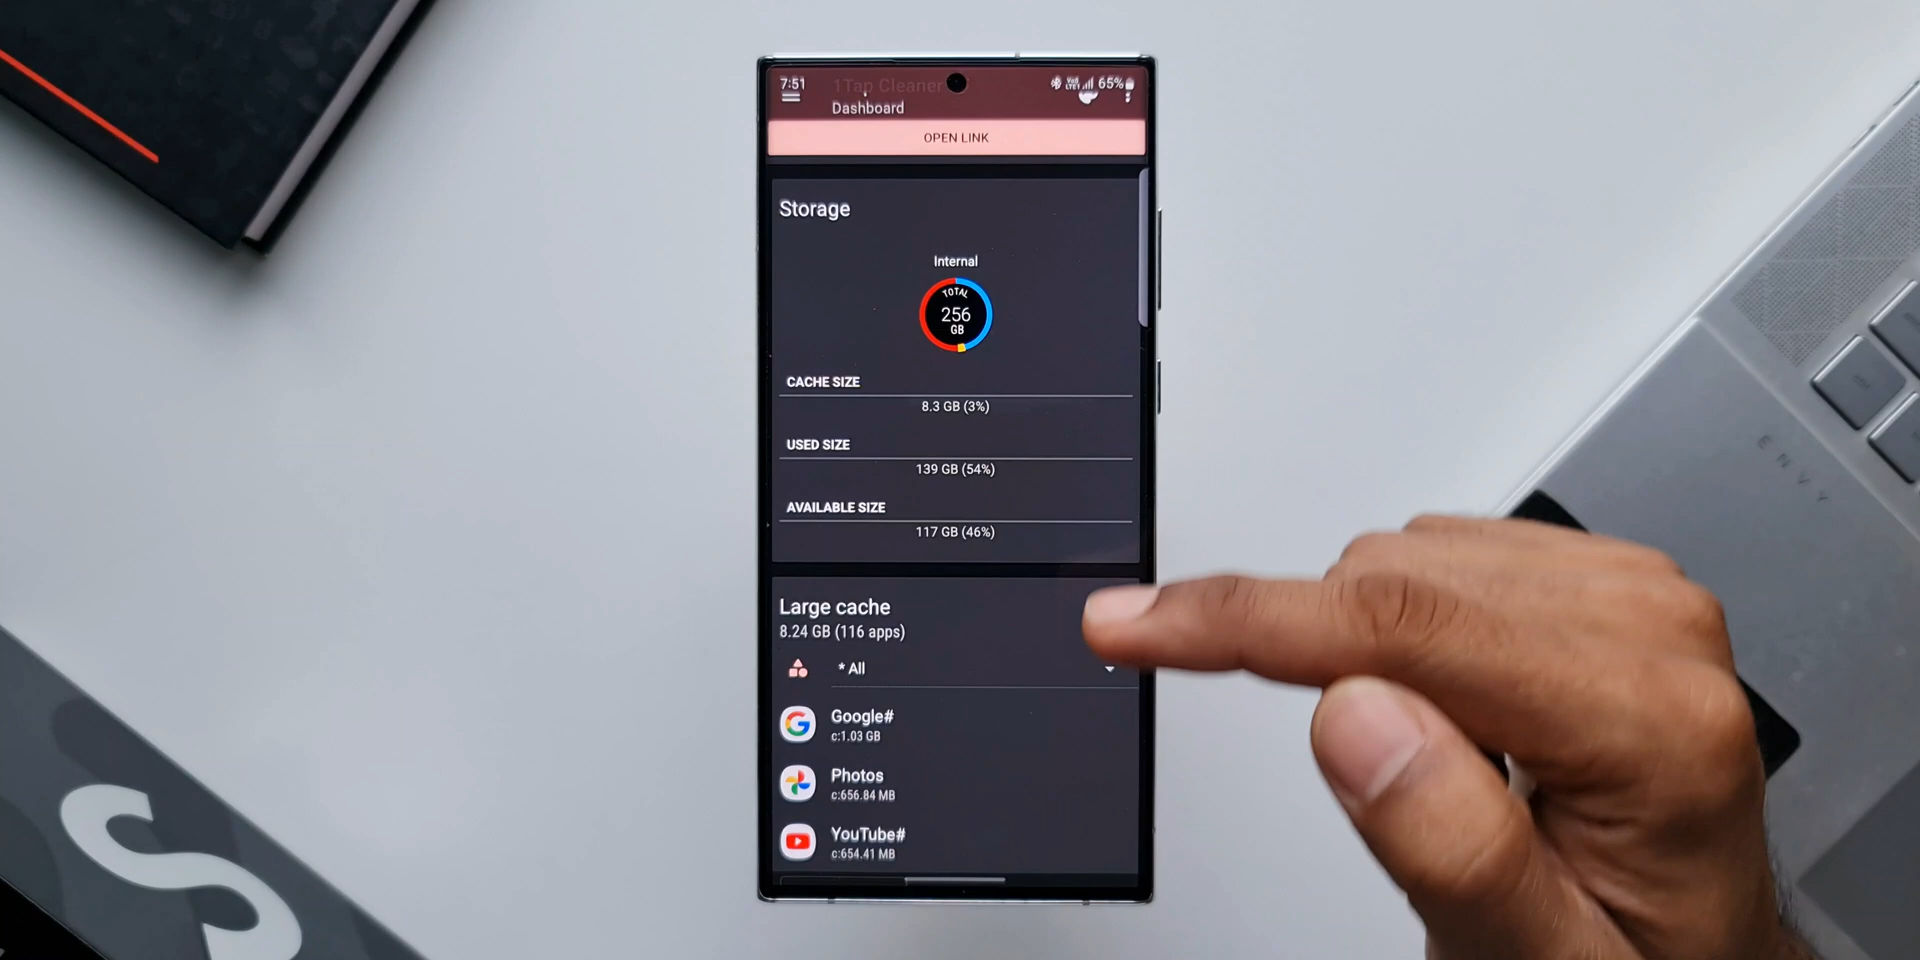 7:51
1Tap Cleaner
65%
Dashboard
OPEN LINK
Storage
Internal
TOTAL
256
GB
CACHE SIZE
8.3 GB (3%)
USED SIZE
139 GB (54%)
AVAILABLE SIZE
117 GB (46%)
Large cache
8.24 GB (116 apps)
* All
Google#
c:1.03 GB
Photos
c:656.84 MB
YouTube#
c:654.41 MB
ENVY
S